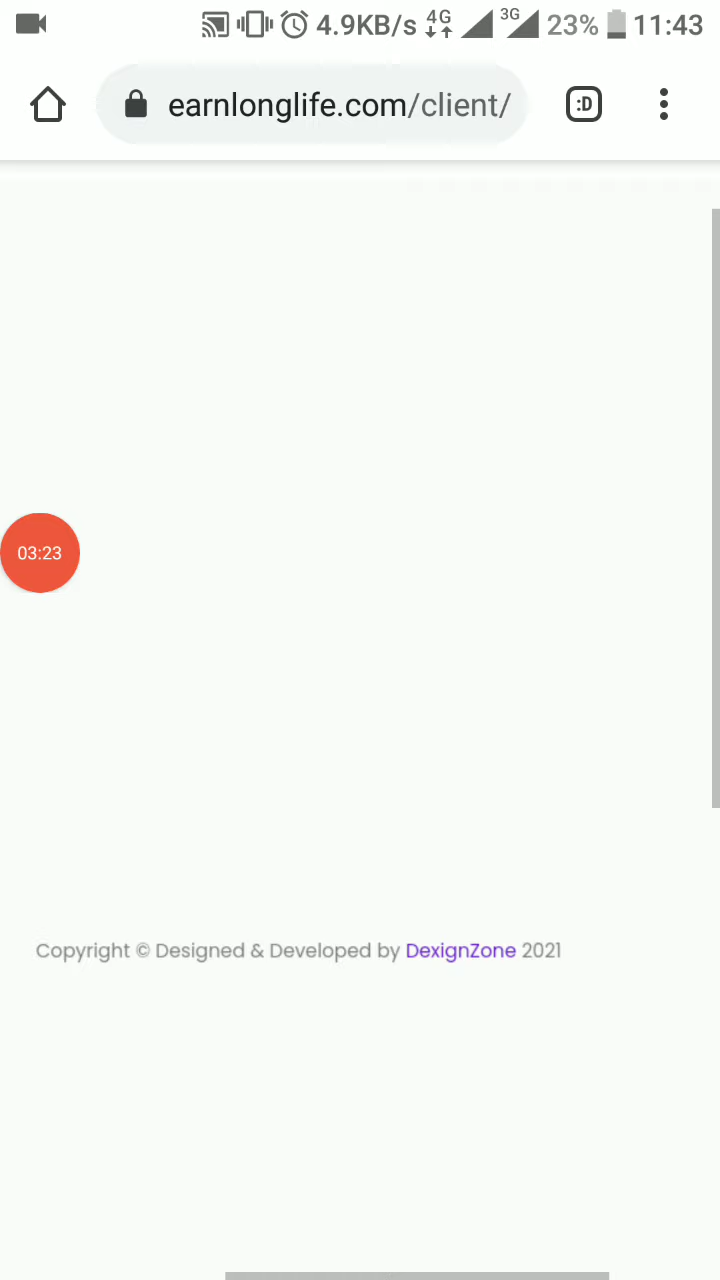 4.9KB/s 4G 3G 23% 11:43
earnlonglife.com/client/ :D
03:23
Copyright © Designed & Developed by DexignZone 2021